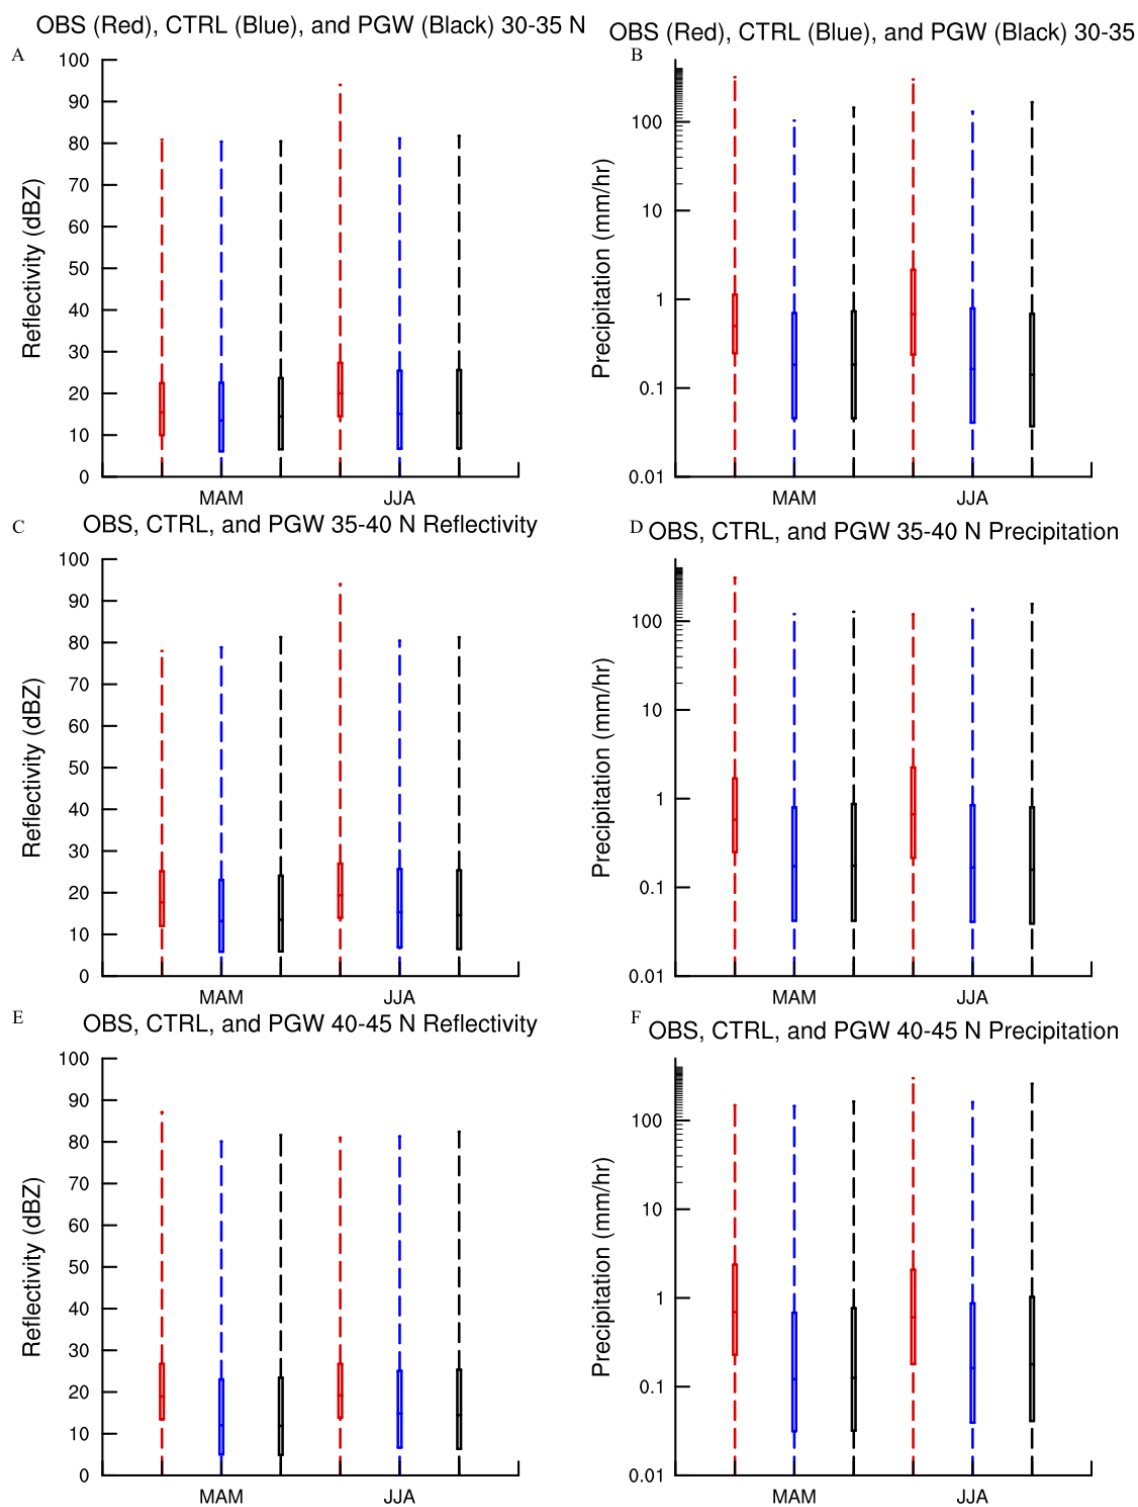 OBS (Red), CTRL (Blue), and PGW (Black) 30-35 N
A
100
90
80
70
60
50
40
30
20
10
0
Reflectivity (dBZ)
MAM JJA
OBS (Red), CTRL (Blue), and PGW (Black) 30-35
B
100
10
1
0.1
0.01
Precipitation (mm/hr)
MAM JJA
C
OBS, CTRL, and PGW 35-40 N Reflectivity
100
90
80
70
60
50
40
30
20
10
0
Reflectivity (dBZ)
MAM JJA
D OBS, CTRL, and PGW 35-40 N Precipitation
100
10
1
0.1
0.01
Precipitation (mm/hr)
MAM JJA
E
OBS, CTRL, and PGW 40-45 N Reflectivity
100
90
80
70
60
50
40
30
20
10
0
Reflectivity (dBZ)
MAM JJA
F
OBS, CTRL, and PGW 40-45 N Precipitation
100
10
1
0.1
0.01
Precipitation (mm/hr)
MAM JJA